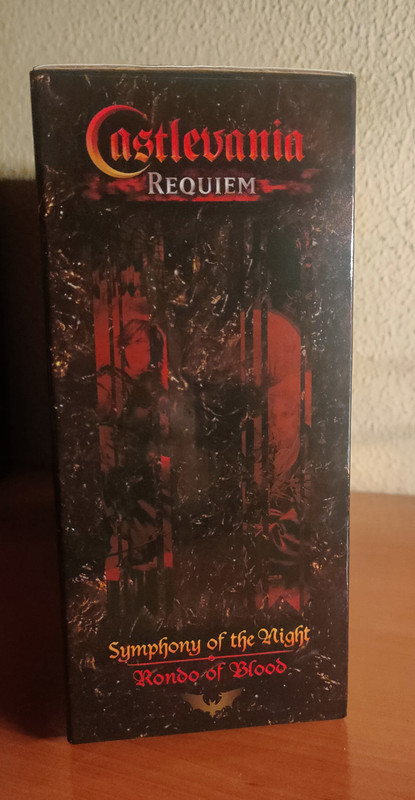 Castlevania
REQUIEM
Symphony of the Night
&
Rondo of Blood